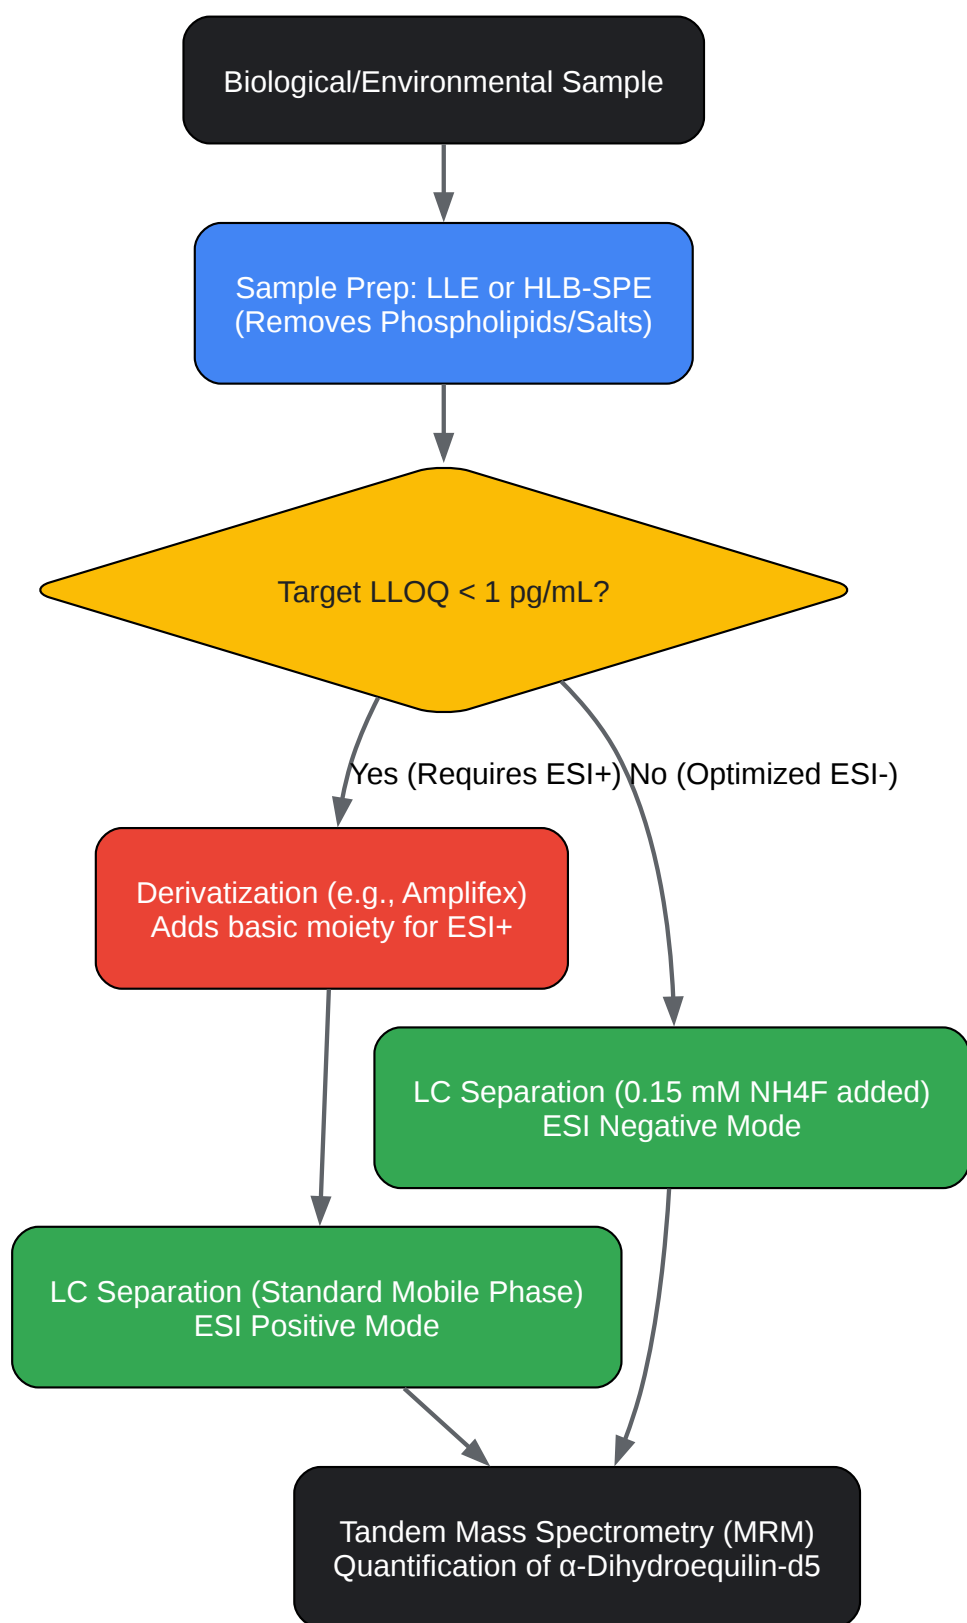 Biological/Environmental Sample
Sample Prep: LLE or HLB-SPE
(Removes Phospholipids/Salts)
Target LLOQ < 1 pg/mL?
Yes (Requires ESI+)
No (Optimized ESI-)
Derivatization (e.g., Amplifex)
Adds basic moiety for ESI+
LC Separation (0.15 mM NH4F added)
ESI Negative Mode
LC Separation (Standard Mobile Phase)
ESI Positive Mode
Tandem Mass Spectrometry (MRM)
Quantification of α-Dihydroequilin-d5